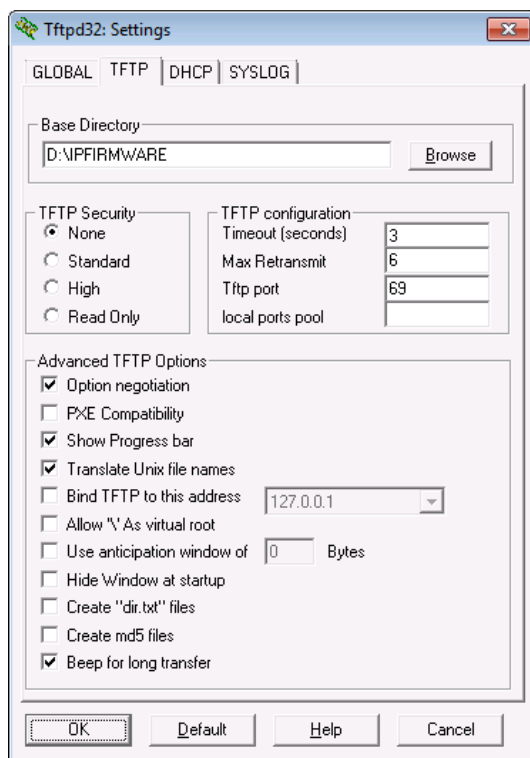 Tftpd32: Settings
GLOBAL TFTP DHCP SYSLOG
Base Directory
D:\IPFIRMWARE Browse
TFTP Security
None
Standard
High
Read Only
TFTP configuration
Timeout (seconds) 3
Max Retransmit 6
Tftp port 69
local ports pool
Advanced TFTP Options
Option negotiation
PXE Compatibility
Show Progress bar
Translate Unix file names
Bind TFTP to this address 127.0.0.1
Allow '\' As virtual root
Use anticipation window of 0 Bytes
Hide Window at startup
Create "dir.txt" files
Create md5 files
Beep for long transfer
OK Default Help Cancel